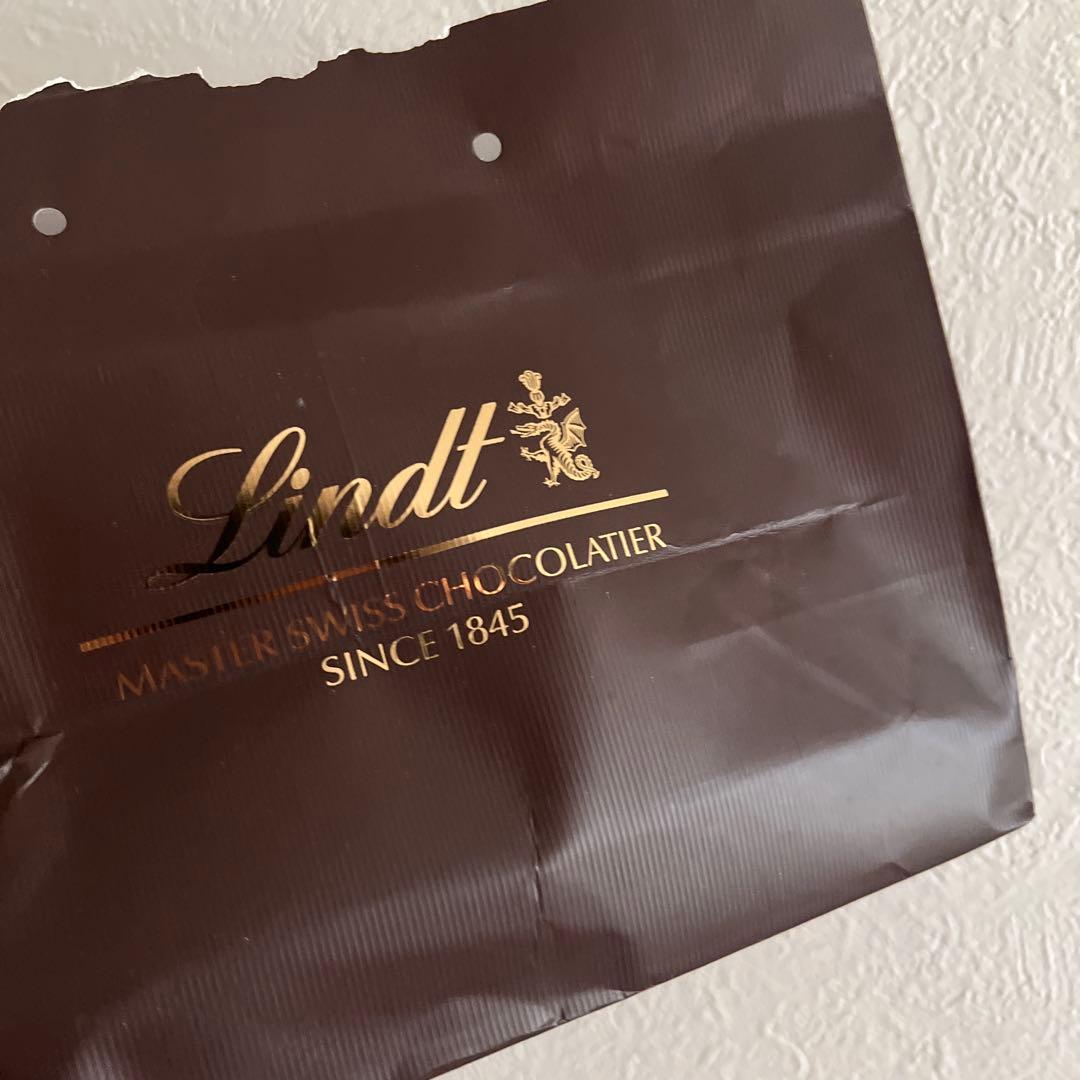 Lindt
MASTER SWISS CHOCOLATIER
SINCE 1845